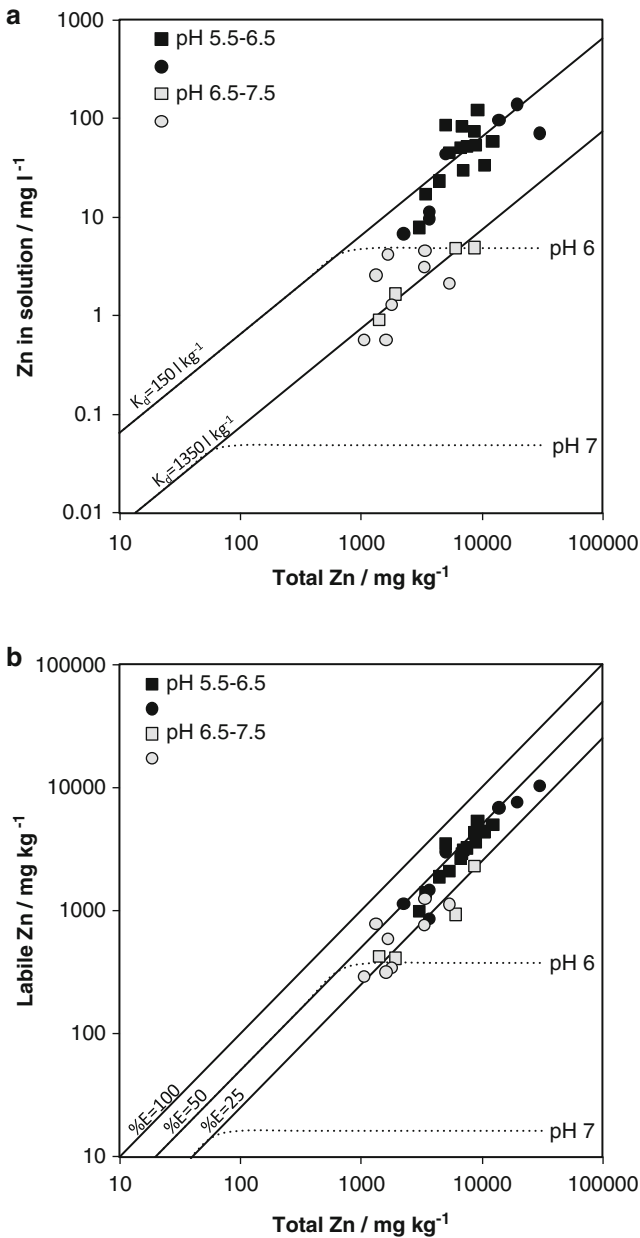 a
1000
100
10
1
0.1
0.01
Zn in solution / mg l⁻¹
pH 5.5-6.5
pH 6.5-7.5
pH 6
pH 7
K_d=150 l kg⁻¹
K_d=1350 l kg⁻¹
10 100 1000 10000 100000
Total Zn / mg kg⁻¹
b
100000
10000
1000
100
10
Labile Zn / mg kg⁻¹
pH 5.5-6.5
pH 6.5-7.5
pH 6
pH 7
%E=100
%E=50
%E=25
10 100 1000 10000 100000
Total Zn / mg kg⁻¹